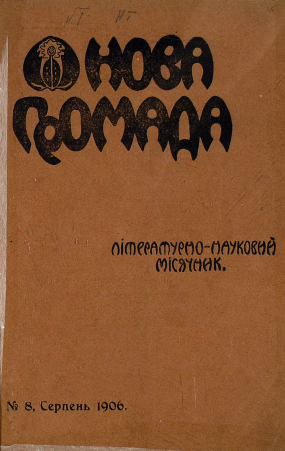 НОВА
ГРОМАДА
ЛІТЕРАТУРНО-НАУКОВИЙ
МІСЯЧНИК.
№ 8, Серпень 1906.